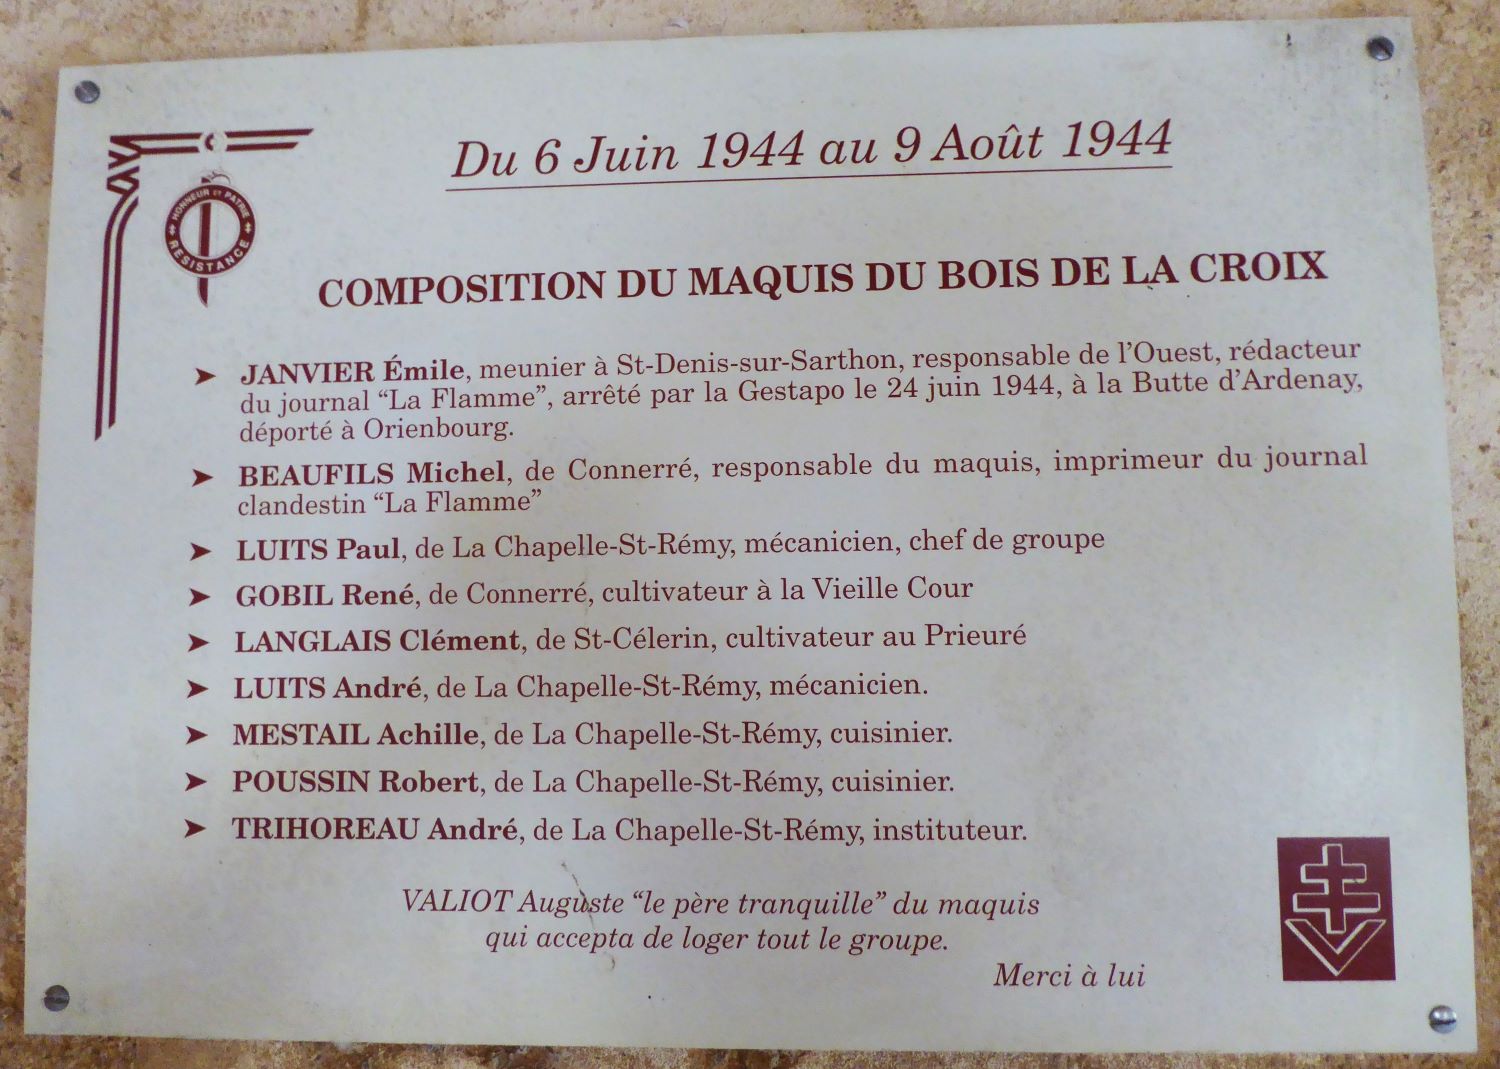 Du 6 Juin 1944 au 9 Août 1944
HONNEUR ET PATRIE
RESISTANCE
COMPOSITION DU MAQUIS DU BOIS DE LA CROIX
➤ JANVIER Émile, meunier à St-Denis-sur-Sarthon, responsable de l'Ouest, rédacteur
du journal “La Flamme”, arrêté par la Gestapo le 24 juin 1944, à la Butte d'Ardenay,
déporté à Orienbourg.
➤ BEAUFILS Michel, de Connerré, responsable du maquis, imprimeur du journal
clandestin “La Flamme”
➤ LUITS Paul, de La Chapelle-St-Rémy, mécanicien, chef de groupe
➤ GOBIL René, de Connerré, cultivateur à la Vieille Cour
➤ LANGLAIS Clément, de St-Célerin, cultivateur au Prieuré
➤ LUITS André, de La Chapelle-St-Rémy, mécanicien.
➤ MESTAIL Achille, de La Chapelle-St-Rémy, cuisinier.
➤ POUSSIN Robert, de La Chapelle-St-Rémy, cuisinier.
➤ TRIHOREAU André, de La Chapelle-St-Rémy, instituteur.
VALIOT Auguste “le père tranquille” du maquis
qui accepta de loger tout le groupe.
Merci à lui